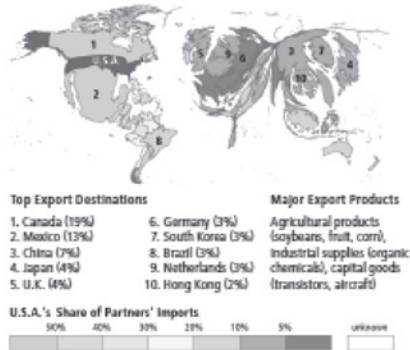 1
U.S.A.
2
8
5
9
6
3
7
4
10
Top Export Destinations
1. Canada (19%)
2. Mexico (13%)
3. China (7%)
4. Japan (4%)
5. U.K. (4%)
6. Germany (3%)
7. South Korea (3%)
8. Brazil (3%)
9. Netherlands (3%)
10. Hong Kong (2%)
Major Export Products
Agricultural products
(soybeans, fruit, corn),
industrial supplies (organic
chemicals), capital goods
(transistors, aircraft)
U.S.A.'s Share of Partners' Imports
50% 40% 30% 20% 10% 5% unknown